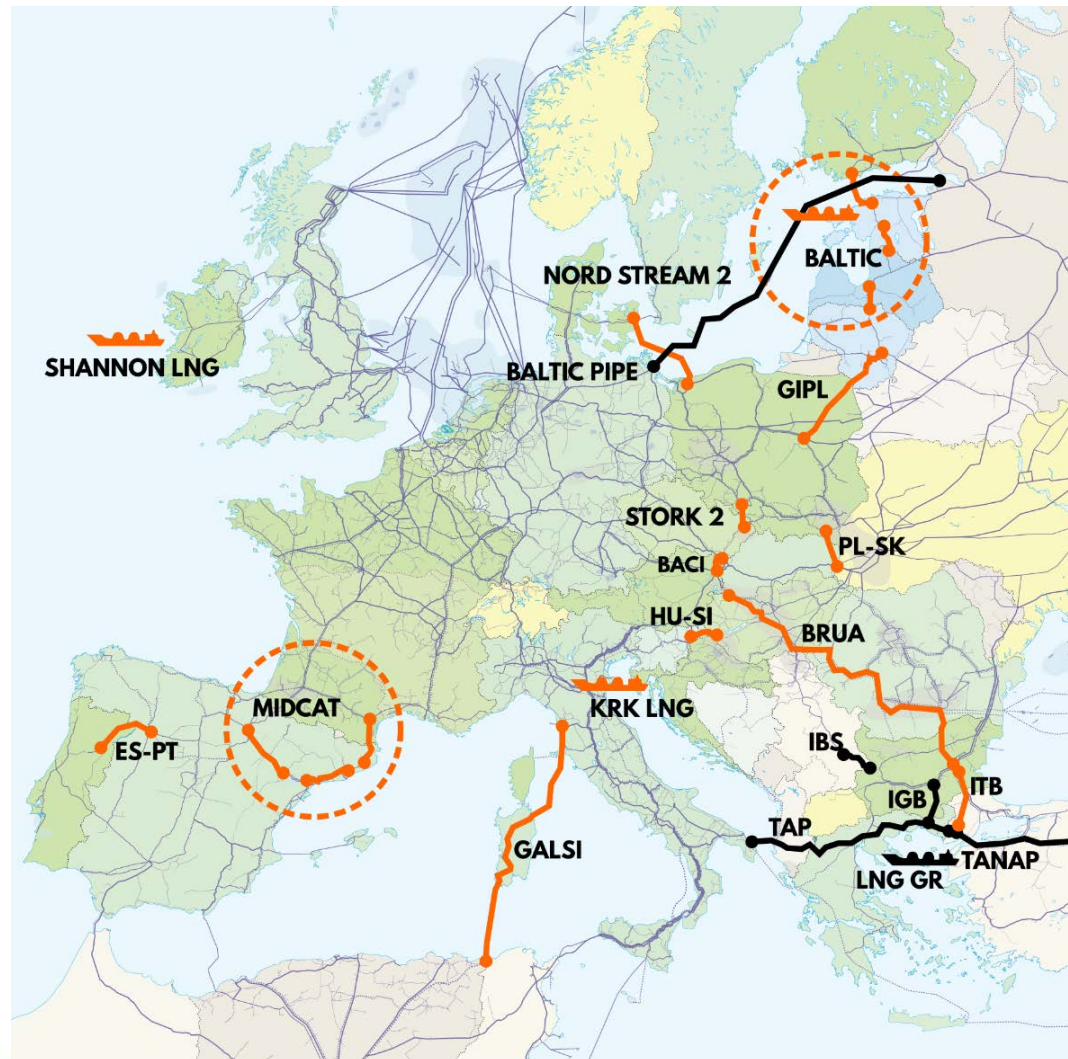 NORD STREAM 2
BALTIC
SHANNON LNG
BALTIC PIPE
GIPL
STORK 2
PL-SK
BACI
HU-SI
BRUA
MIDCAT
KRK LNG
ES-PT
IBS
ITB
IGB
TAP
GALSI
TANAP
LNG GR